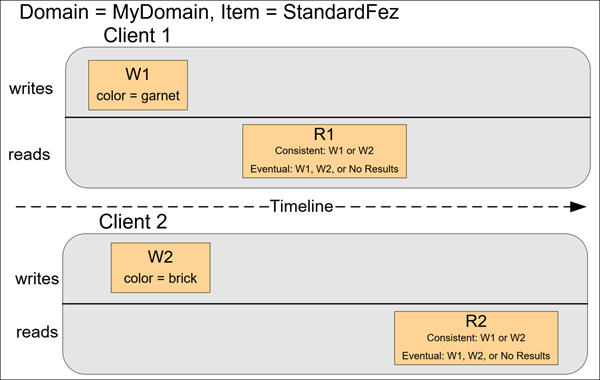 Domain = MyDomain, Item = StandardFez
Client 1
writes
W1
color = garnet
reads
R1
Consistent: W1 or W2
Eventual: W1, W2, or No Results
Timeline
Client 2
writes
W2
color = brick
reads
R2
Consistent: W1 or W2
Eventual: W1, W2, or No Results